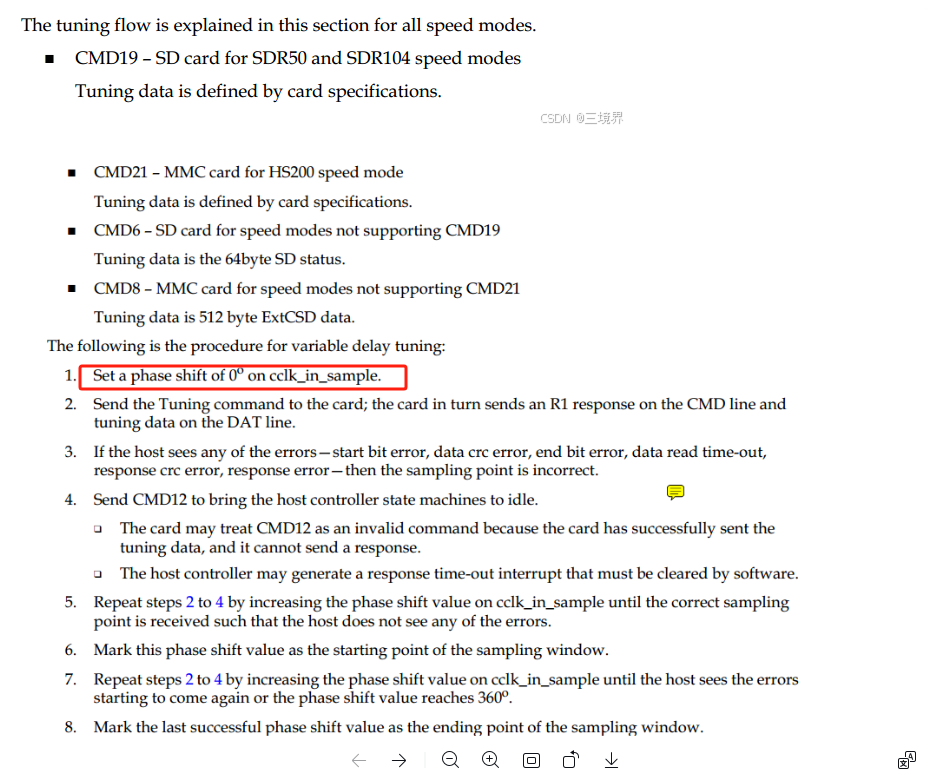 The tuning flow is explained in this section for all speed modes.
■ CMD19 – SD card for SDR50 and SDR104 speed modes
Tuning data is defined by card specifications.
CSDN @三境界
■ CMD21 – MMC card for HS200 speed mode
Tuning data is defined by card specifications.
■ CMD6 – SD card for speed modes not supporting CMD19
Tuning data is the 64byte SD status.
■ CMD8 – MMC card for speed modes not supporting CMD21
Tuning data is 512 byte ExtCSD data.
The following is the procedure for variable delay tuning:
1. Set a phase shift of 0º on cclk_in_sample.
2. Send the Tuning command to the card; the card in turn sends an R1 response on the CMD line and
tuning data on the DAT line.
3. If the host sees any of the errors—start bit error, data crc error, end bit error, data read time-out,
response crc error, response error—then the sampling point is incorrect.
4. Send CMD12 to bring the host controller state machines to idle.
❑ The card may treat CMD12 as an invalid command because the card has successfully sent the
tuning data, and it cannot send a response.
❑ The host controller may generate a response time-out interrupt that must be cleared by software.
5. Repeat steps 2 to 4 by increasing the phase shift value on cclk_in_sample until the correct sampling
point is received such that the host does not see any of the errors.
6. Mark this phase shift value as the starting point of the sampling window.
7. Repeat steps 2 to 4 by increasing the phase shift value on cclk_in_sample until the host sees the errors
starting to come again or the phase shift value reaches 360º.
8. Mark the last successful phase shift value as the ending point of the sampling window.